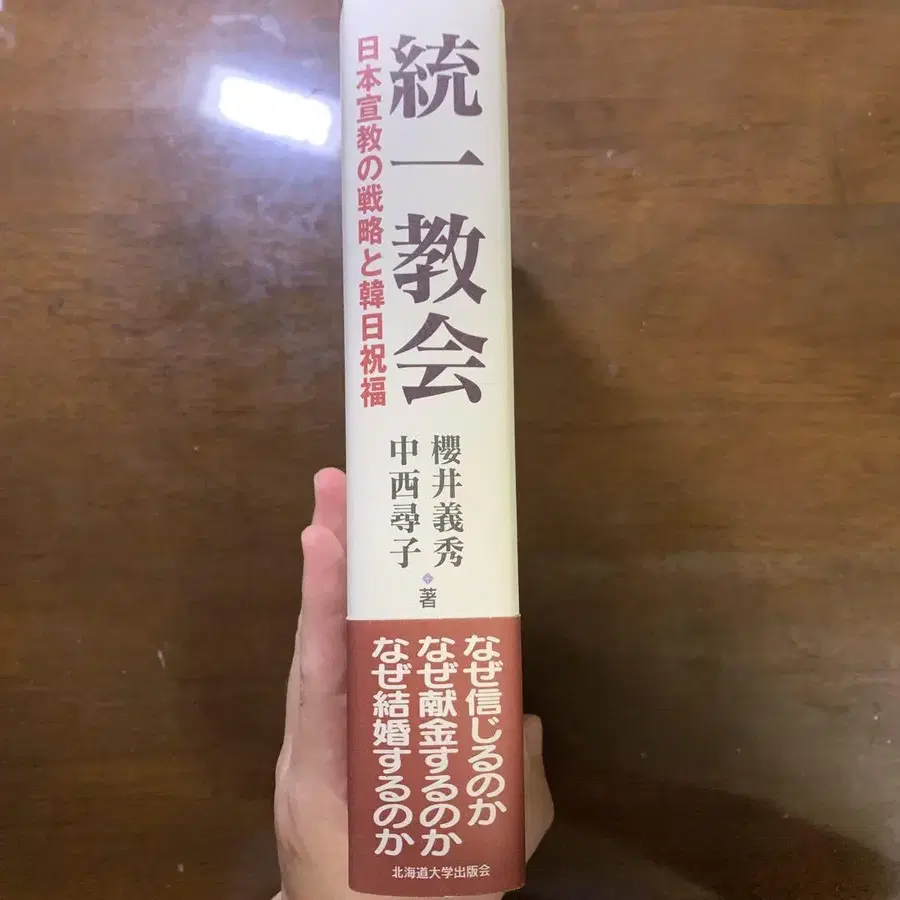 統一教会
日本宣教の戦略と韓日祝福
櫻井義秀
中西尋子
著
なぜ信じるのか
なぜ献金するのか
なぜ結婚するのか
北海道大学出版会